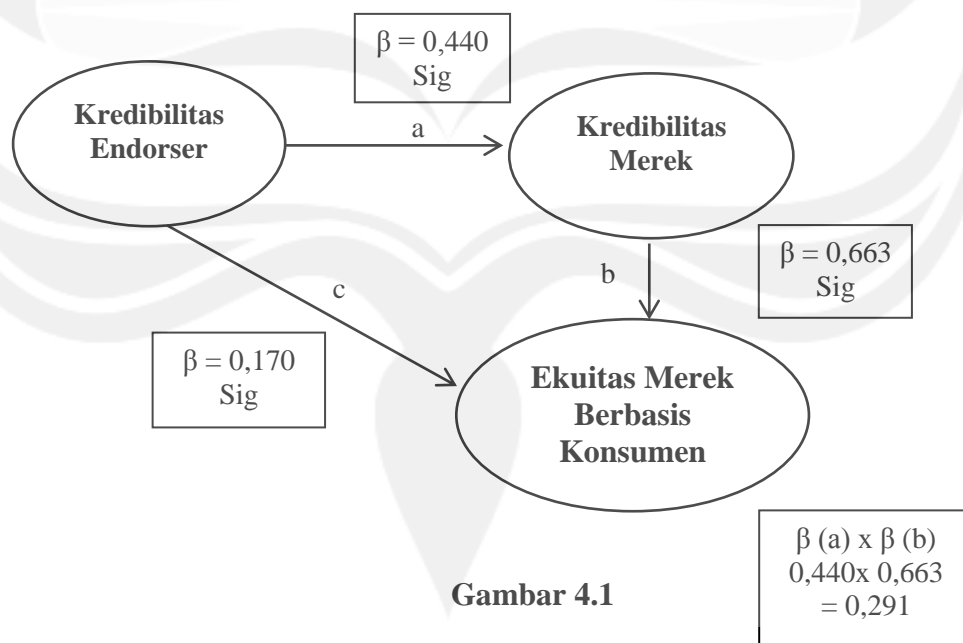 β = 0,440
Sig
Kredibilitas
Endorser
a
Kredibilitas
Merek
β = 0,663
Sig
b
c
β = 0,170
Sig
Ekuitas Merek
Berbasis
Konsumen
β (a) x β (b)
0,440x 0,663
= 0,291
Gambar 4.1